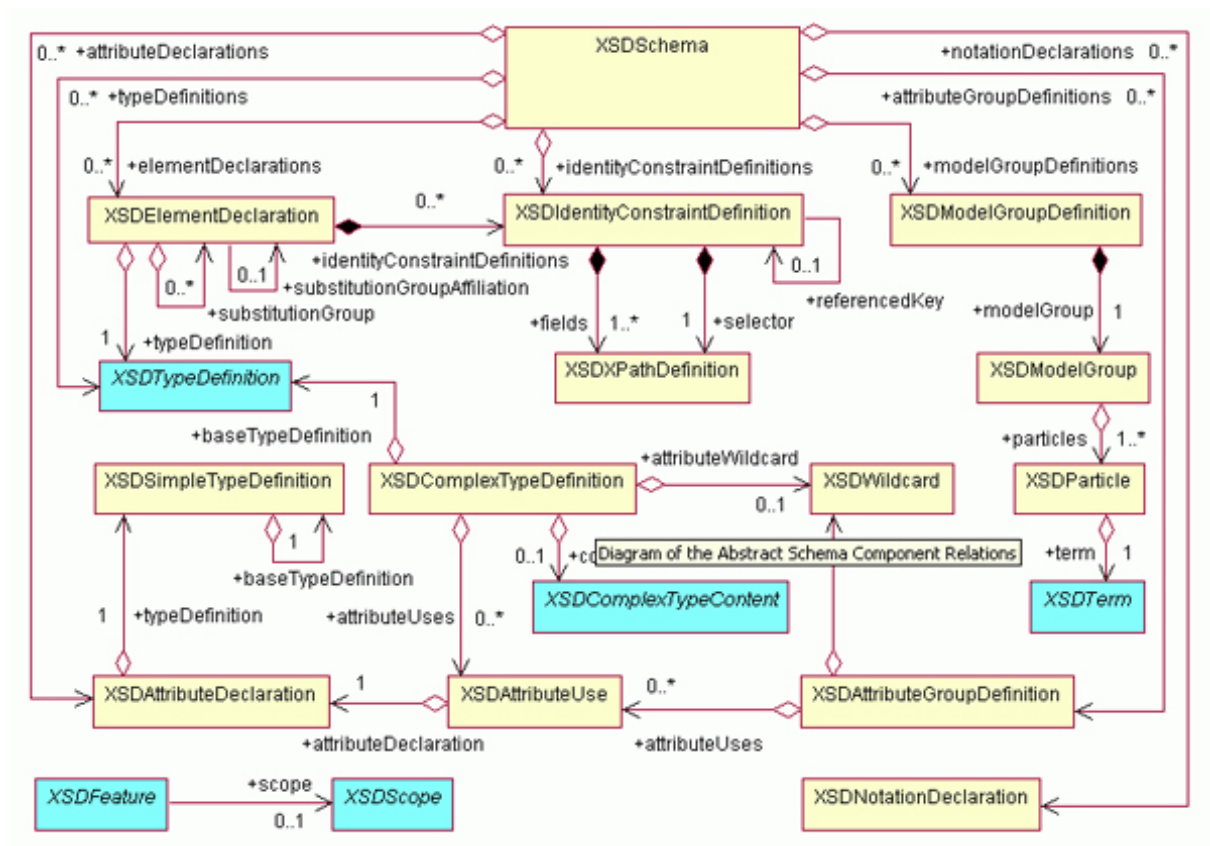 XSDSchema
0..* +attributeDeclarations
+notationDeclarations 0..*
0..* +typeDefinitions
+attributeGroupDefinitions 0..*
0..* +elementDeclarations
0..* +identityConstraintDefinitions
0..* +modelGroupDefinitions
XSDElementDeclaration
0..*
XSDIdentityConstraintDefinition
XSDModelGroupDefinition
+identityConstraintDefinitions
0..*
0..1
+substitutionGroupAffiliation
0..1
+substitutionGroup
+referencedKey
+fields 1..*
1 +selector
+modelGroup 1
1 +typeDefinition
XSDTypeDefinition
XSDXPathDefinition
XSDModelGroup
1
+baseTypeDefinition
+particles 1..*
+attributeWildcard
XSDSimpleTypeDefinition
XSDComplexTypeDefinition
XSDWildcard
XSDParticle
0..1
1
+baseTypeDefinition
0..1 +co
Diagram of the Abstract Schema Component Relations
+term 1
XSDComplexTypeContent
XSDTerm
1 +typeDefinition
+attributeUses 0..*
XSDAttributeDeclaration
1
XSDAttributeUse
0..*
XSDAttributeGroupDefinition
+attributeDeclaration
+attributeUses
XSDFeature
+scope
0..1
XSDScope
XSDNotationDeclaration